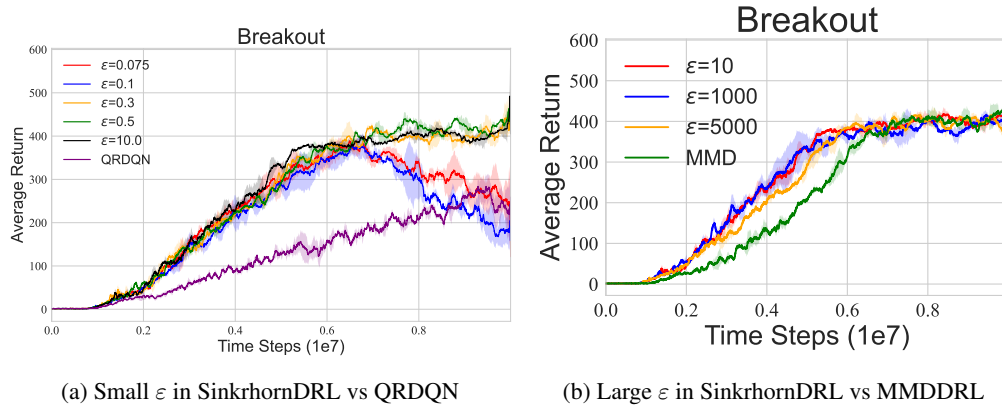 Breakout
Average Return
600
500
400
300
200
100
0
ε=0.075
ε=0.1
ε=0.3
ε=0.5
ε=10.0
QRDQN
0.0 0.2 0.4 0.6 0.8
Time Steps (1e7)
(a) Small ε in SinkrhornDRL vs QRDQN
Breakout
Average Return
600
500
400
300
200
100
0
ε=10
ε=1000
ε=5000
MMD
0.0 0.2 0.4 0.6 0.8
Time Steps (1e7)
(b) Large ε in SinkrhornDRL vs MMDDRL